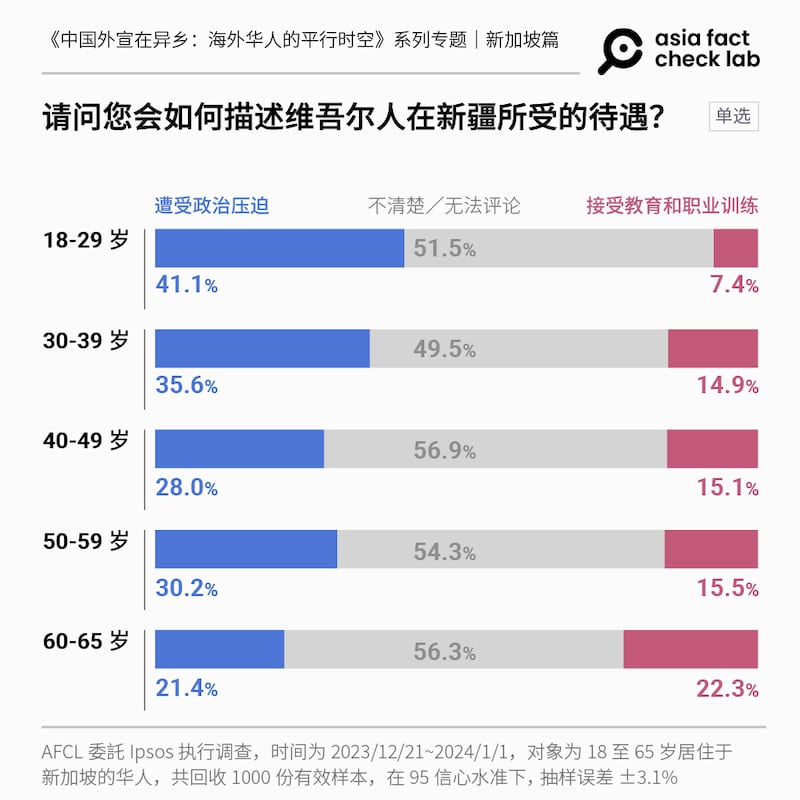 《中国外宣在异乡：海外华人的平行时空》系列专题｜新加坡篇
asia fact
check lab
请问您会如何描述维吾尔人在新疆所受的待遇？
单选
遭受政治压迫 不清楚／无法评论 接受教育和职业训练
18-29 岁 51.5%
41.1% 7.4%
30-39 岁 49.5%
35.6% 14.9%
40-49 岁 56.9%
28.0% 15.1%
50-59 岁 54.3%
30.2% 15.5%
60-65 岁 56.3%
21.4% 22.3%
AFCL 委託 Ipsos 执行调查，时间为 2023/12/21~2024/1/1，对象为 18 至 65 岁居住于
新加坡的华人，共回收 1000 份有效样本，在 95 信心水准下，抽样误差 ±3.1%